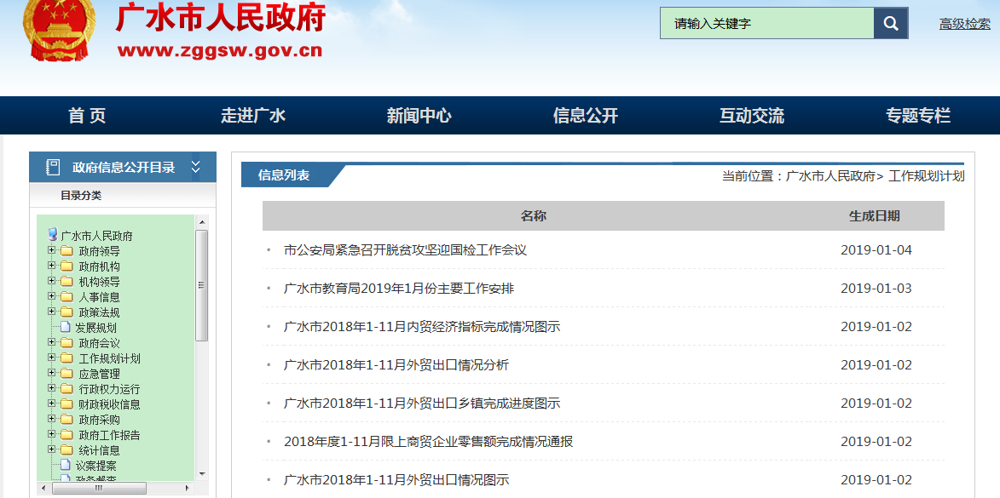 广水市人民政府
www.zggsw.gov.cn
请输入关键字
高级检索
首 页 走进广水 新闻中心 信息公开 互动交流 专题专栏
政府信息公开目录
目录分类
广水市人民政府
政府领导
政府机构
机构领导
人事信息
政策法规
发展规划
政府会议
工作规划计划
应急管理
行政权力运行
财政税收信息
政府采购
政府工作报告
统计信息
议案提案
信息列表
当前位置：广水市人民政府> 工作规划计划
名称 生成日期
市公安局紧急召开脱贫攻坚迎国检工作会议 2019-01-04
广水市教育局2019年1月份主要工作安排 2019-01-03
广水市2018年1-11月内贸经济指标完成情况图示 2019-01-02
广水市2018年1-11月外贸出口情况分析 2019-01-02
广水市2018年1-11月外贸出口乡镇完成进度图示 2019-01-02
2018年度1-11月限上商贸企业零售额完成情况通报 2019-01-02
广水市2018年1-11月外贸出口情况图示 2019-01-02